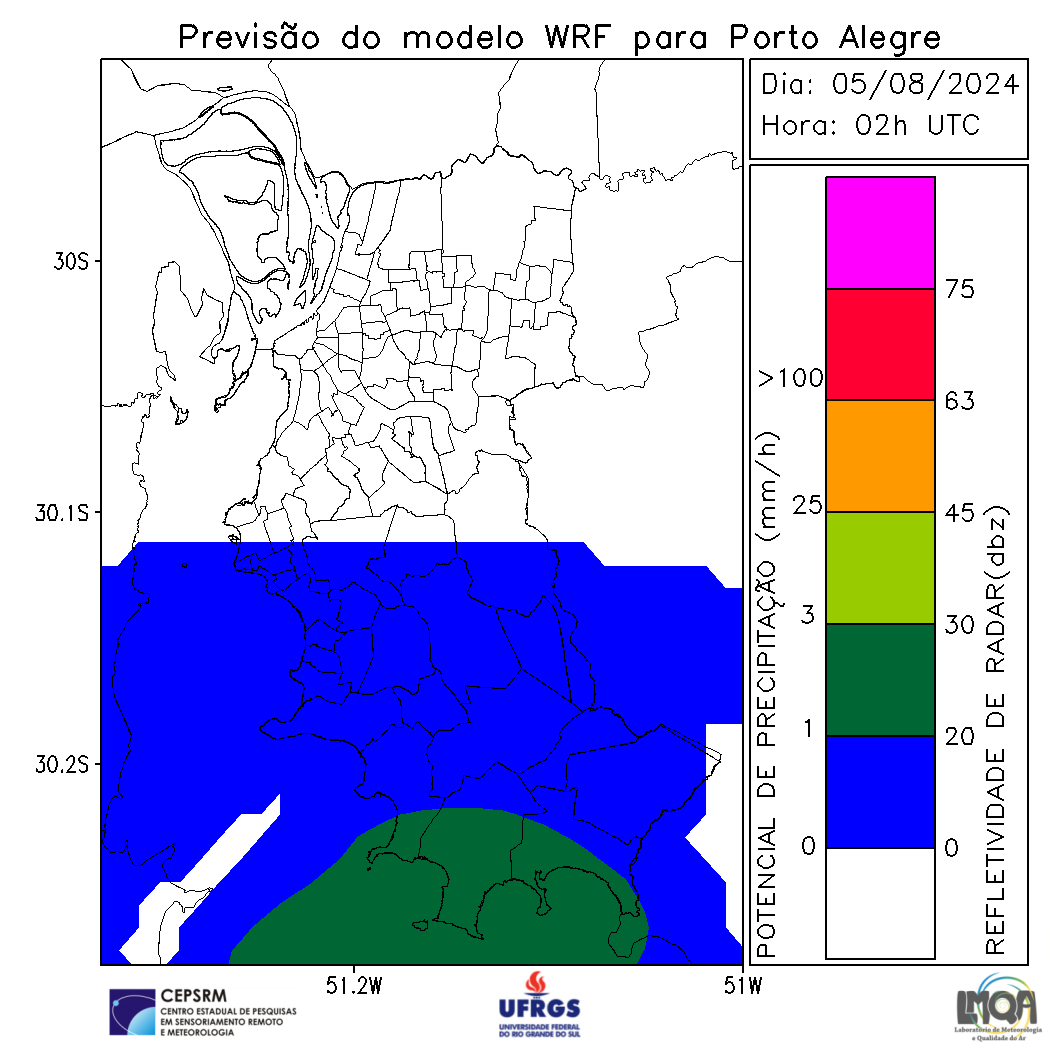 Previsão do modelo WRF para Porto Alegre
Dia: 05/08/2024
Hora: 02h UTC
30S
30.1S
30.2S
51.2W
51W
POTENCIAL DE PRECIPITAÇÃO (mm/h)
>100
25
3
1
0
75
63
45
30
20
0
REFLETIVIDADE DE RADAR(dbz)
CEPSRM
CENTRO ESTADUAL DE PESQUISAS
EM SENSORIAMENTO REMOTO
E METEOROLOGIA
UFRGS
UNIVERSIDADE FEDERAL
DO RIO GRANDE DO SUL
LMQA
Laboratório de Meteorologia
e Qualidade do Ar